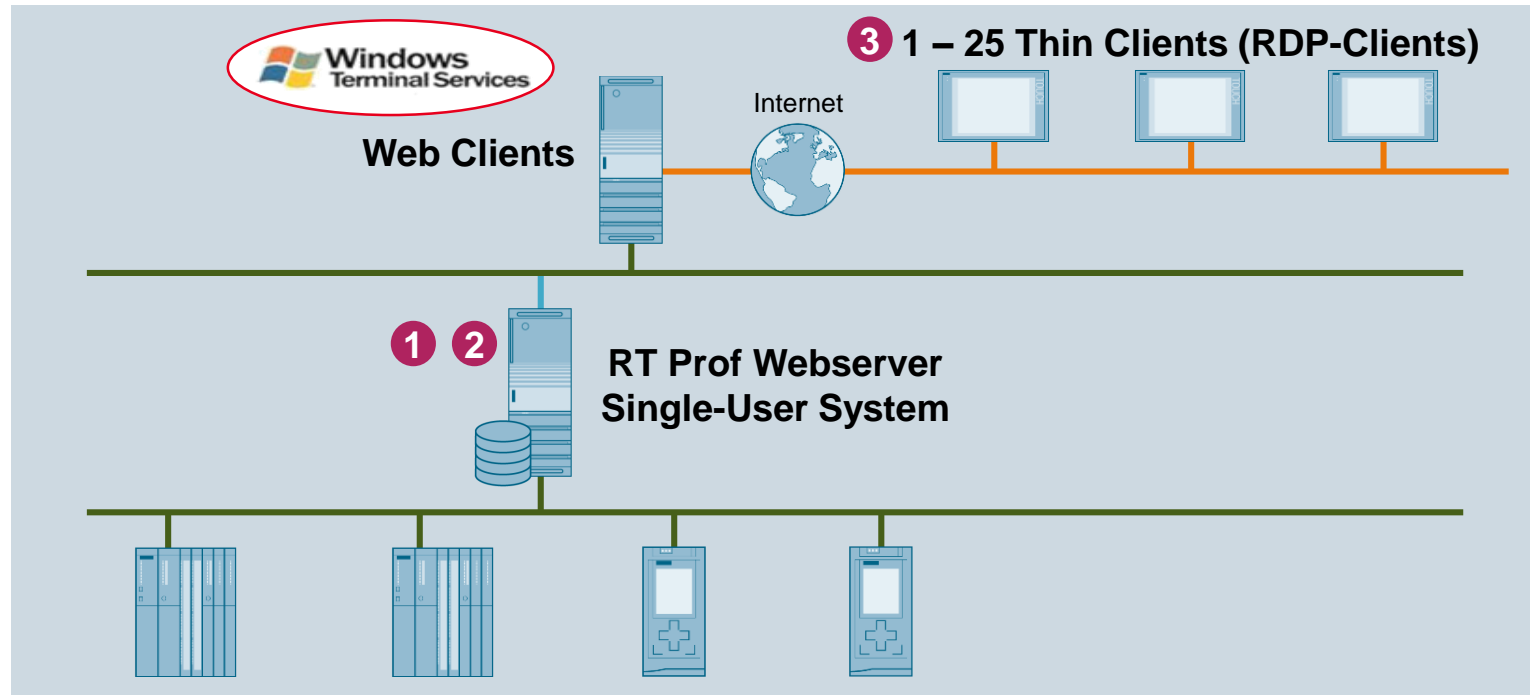 Windows
Terminal Services
3 1 – 25 Thin Clients (RDP-Clients)
Internet
Web Clients
1 2
RT Prof Webserver
Single-User System